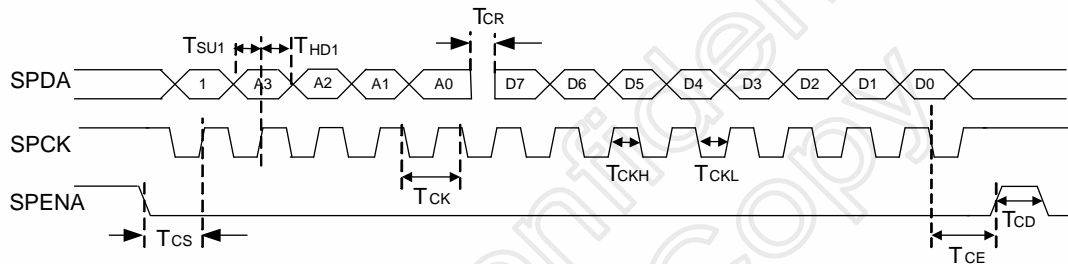 TCR
TSU1 THD1
SPDA 1 A3 A2 A1 A0 D7 D6 D5 D4 D3 D2 D1 D0
SPCK
TCKH TCKL
TCK
SPENA
TCS TCD
TCE
Copy